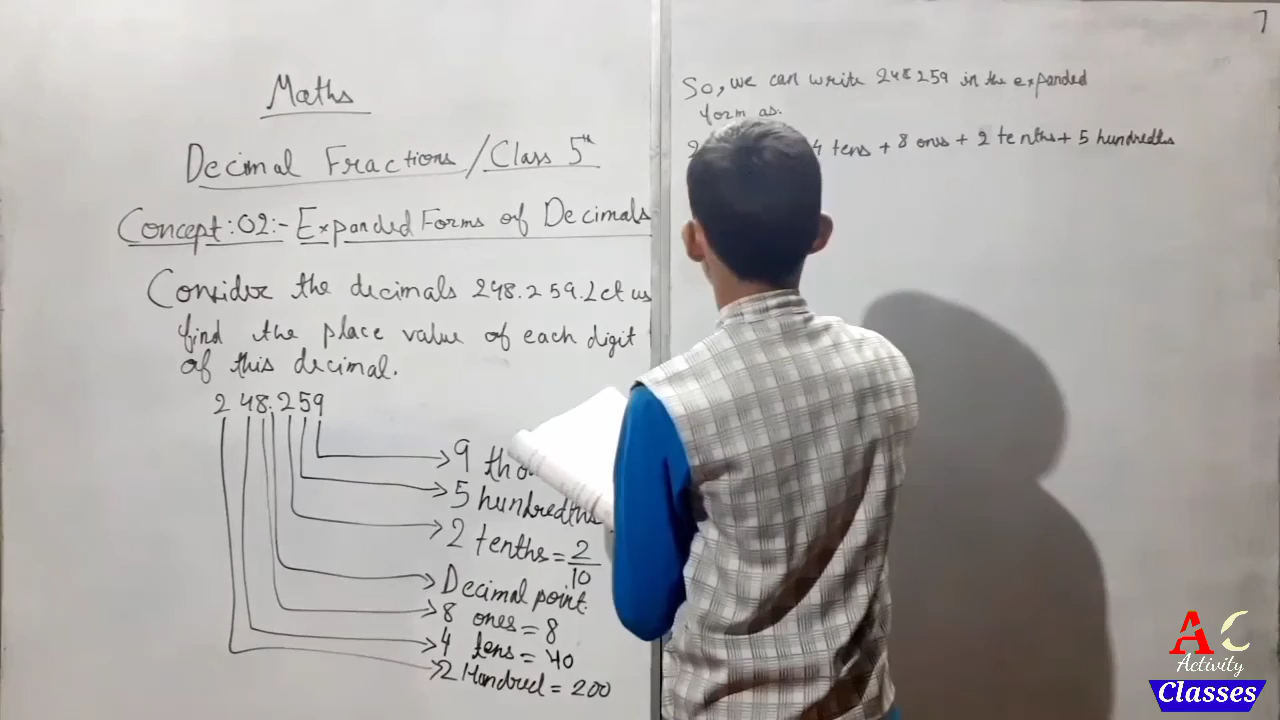 7
Maths
Decimal Fractions / Class 5th
Concept:02:- Expanded Forms of Decimals
Consider the decimals 248.259. Let us
find the place value of each digit
of this decimal.
248.259
9
5 hundredths
2 tenths = 2/10
Decimal point.
8 ones = 8
4 tens = 40
2 Hundred = 200
So, we can write 248.259 in the expanded
form as.
2 4 tens + 8 ones + 2 tenths + 5 hundredths
AC
Activity
Classes